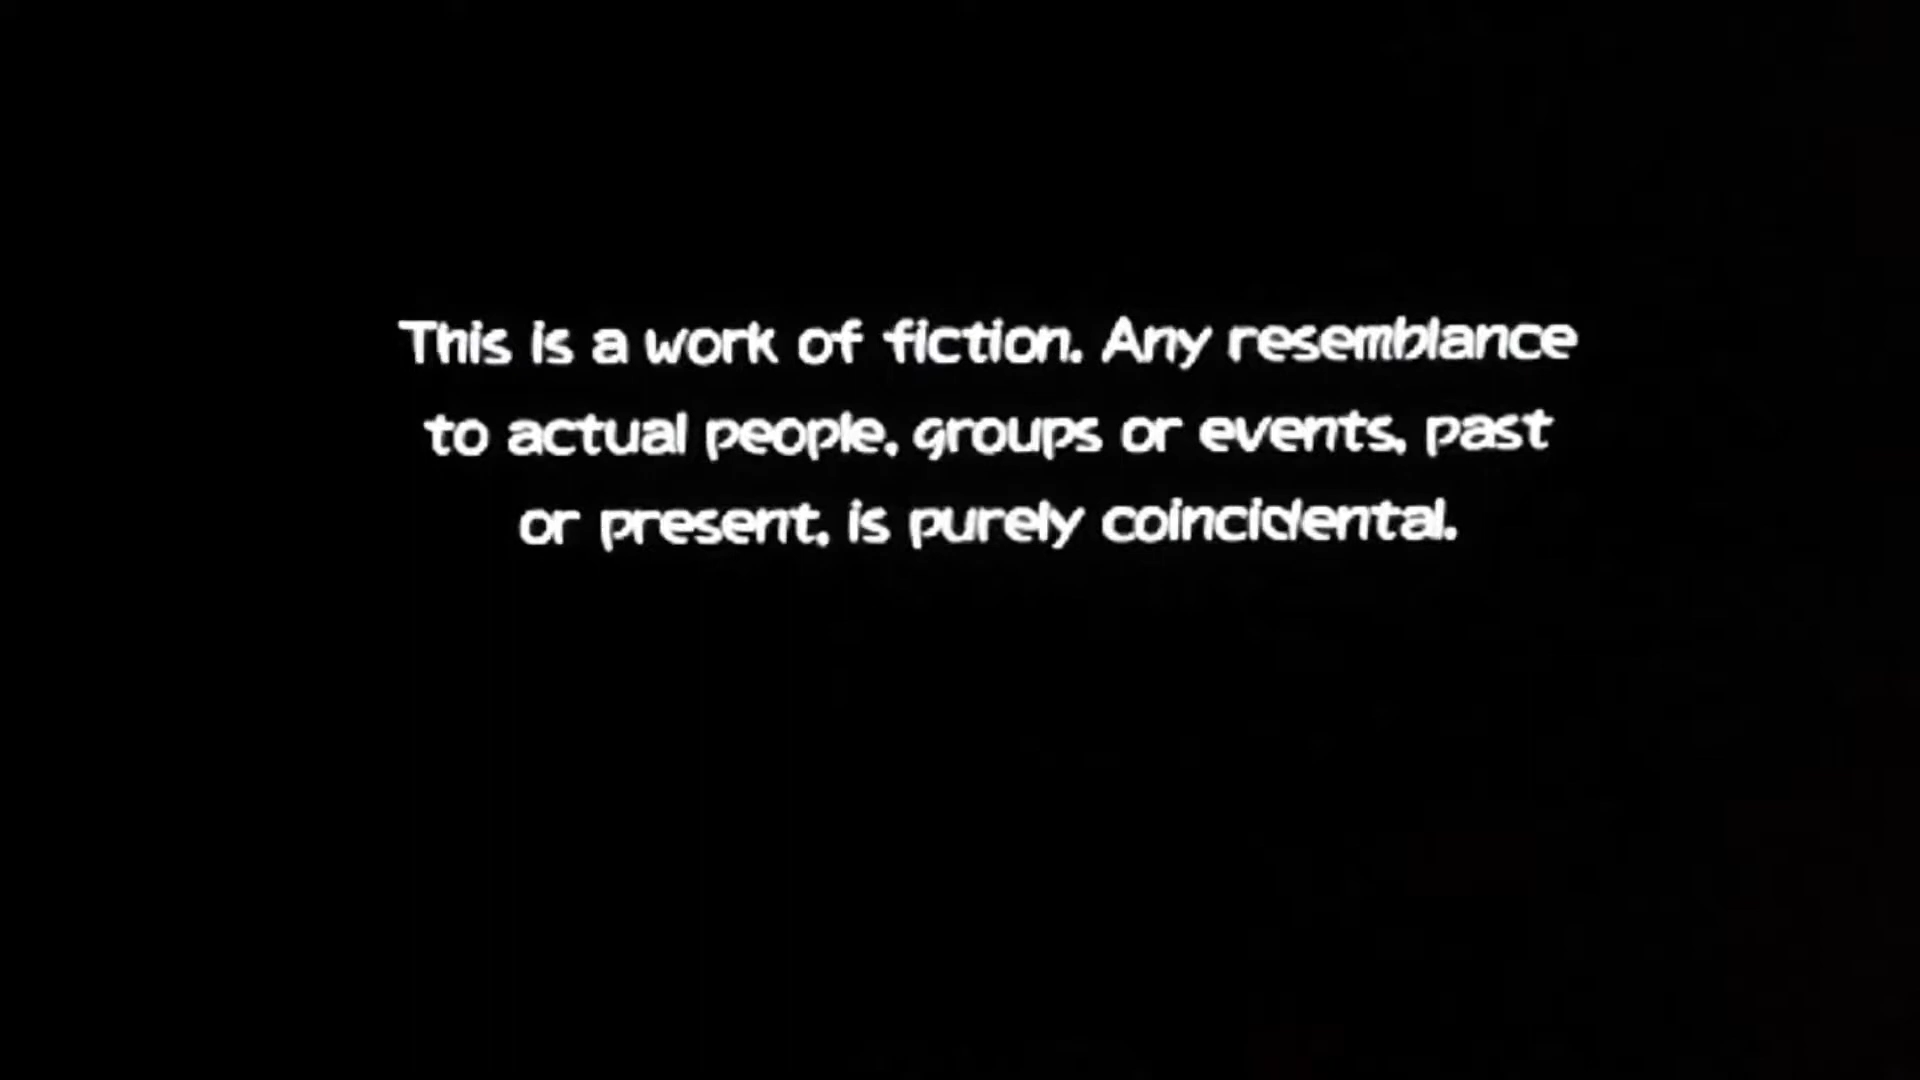 This is a work of fiction. Any resemblance
to actual people, groups or events, past
or present, is purely coincidental.